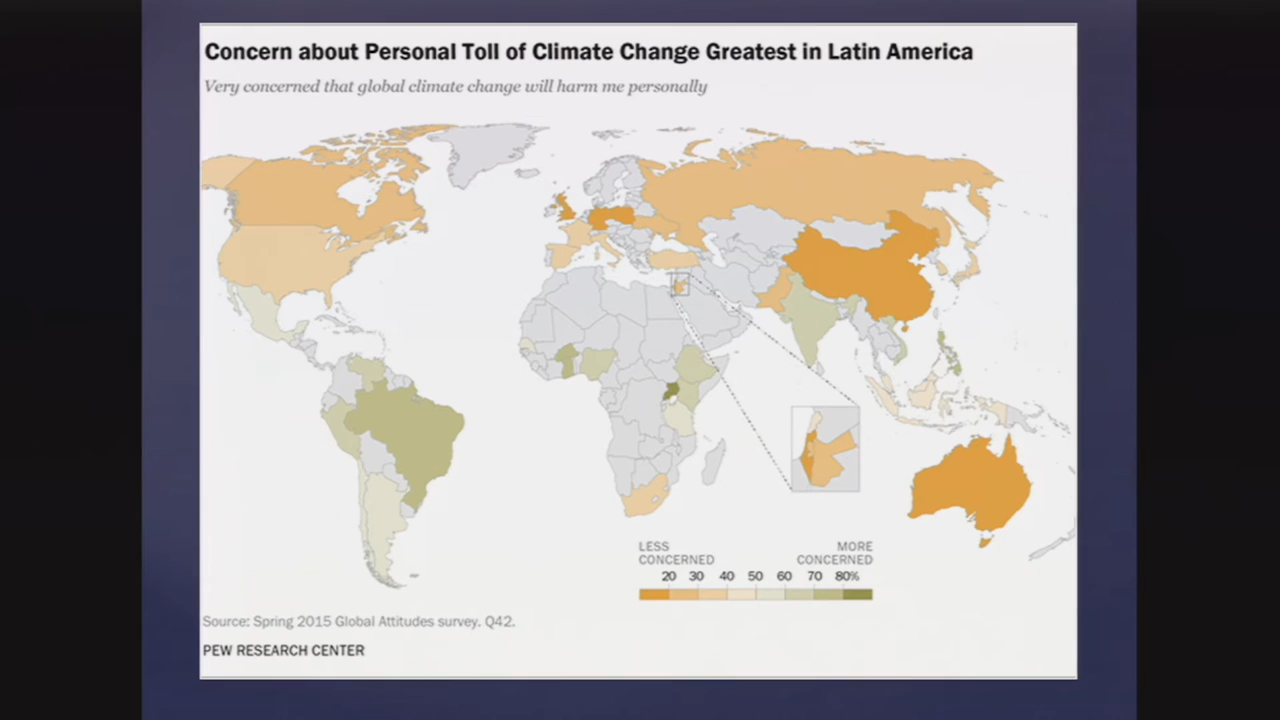 Concern about Personal Toll of Climate Change Greatest in Latin America
Very concerned that global climate change will harm me personally
LESS CONCERNED
MORE CONCERNED
20 30 40 50 60 70 80%
Source: Spring 2015 Global Attitudes survey. Q42.
PEW RESEARCH CENTER